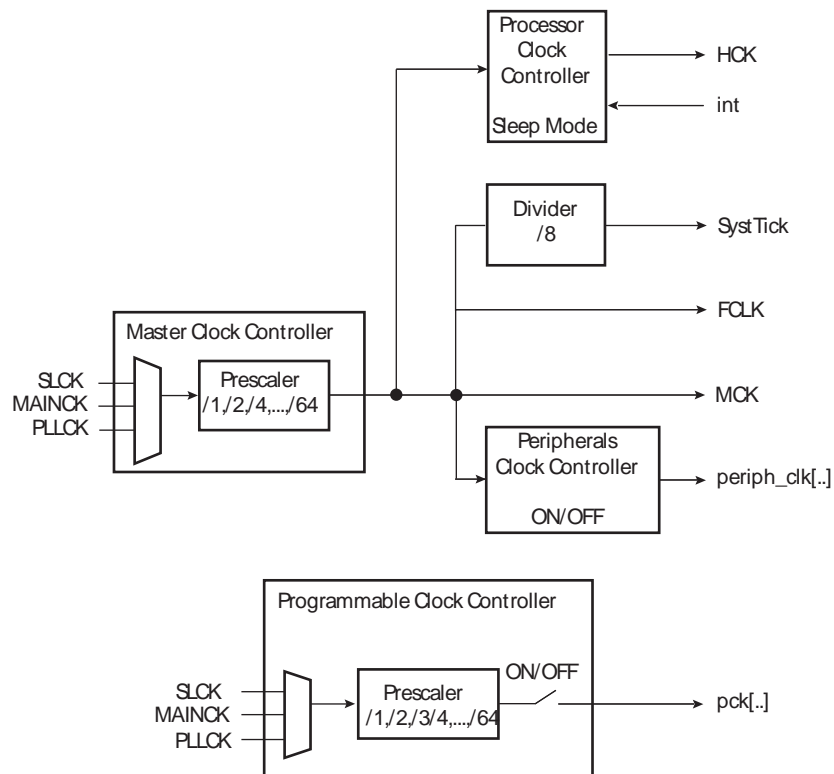 Processor
Clock
Controller
Sleep Mode
HCK
int
Divider
/8
SystTick
FCLK
Master Clock Controller
SLCK
MAINCK
PLLCK
Prescaler
/1,/2,/4,...,/64
MCK
Peripherals
Clock Controller
ON/OFF
periph_clk[..]
Programmable Clock Controller
SLCK
MAINCK
PLLCK
Prescaler
/1,/2,/3/4,...,/64
ON/OFF
pck[..]